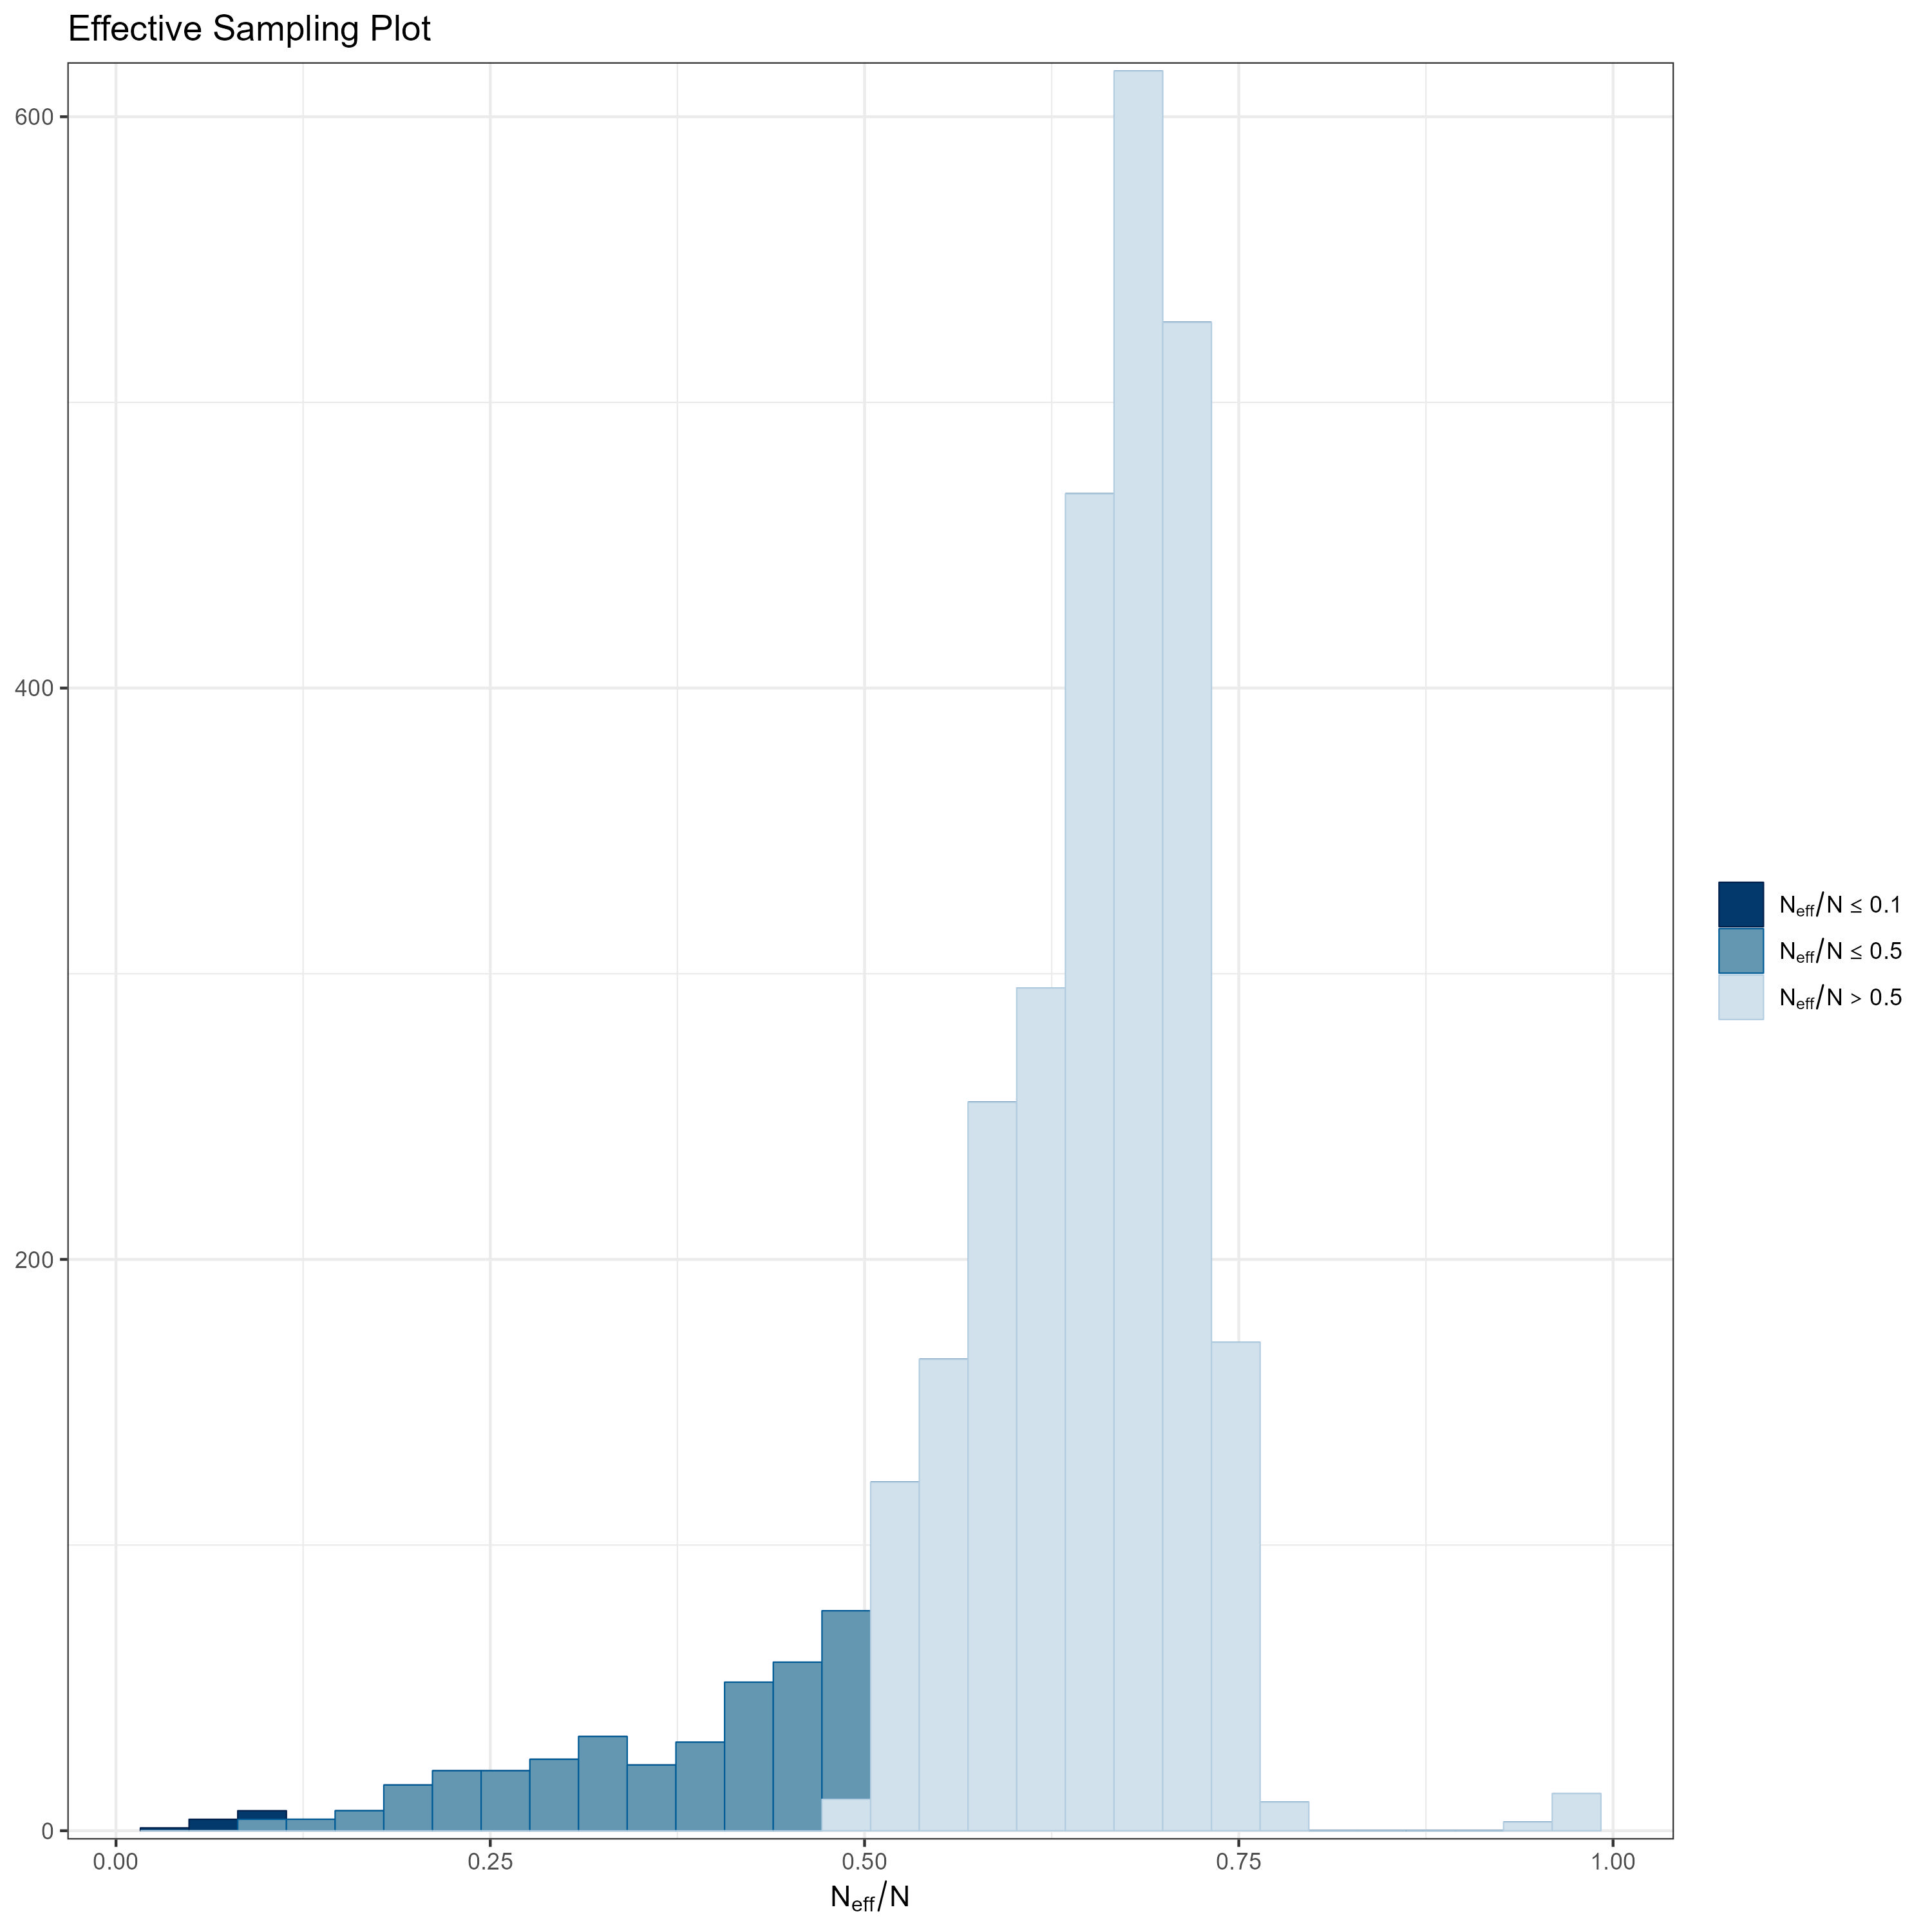 Effective Sampling Plot
600
400
200
0
0.00 0.25 0.50 0.75 1.00
Neff/N
Neff/N ≤ 0.1
Neff/N ≤ 0.5
Neff/N > 0.5